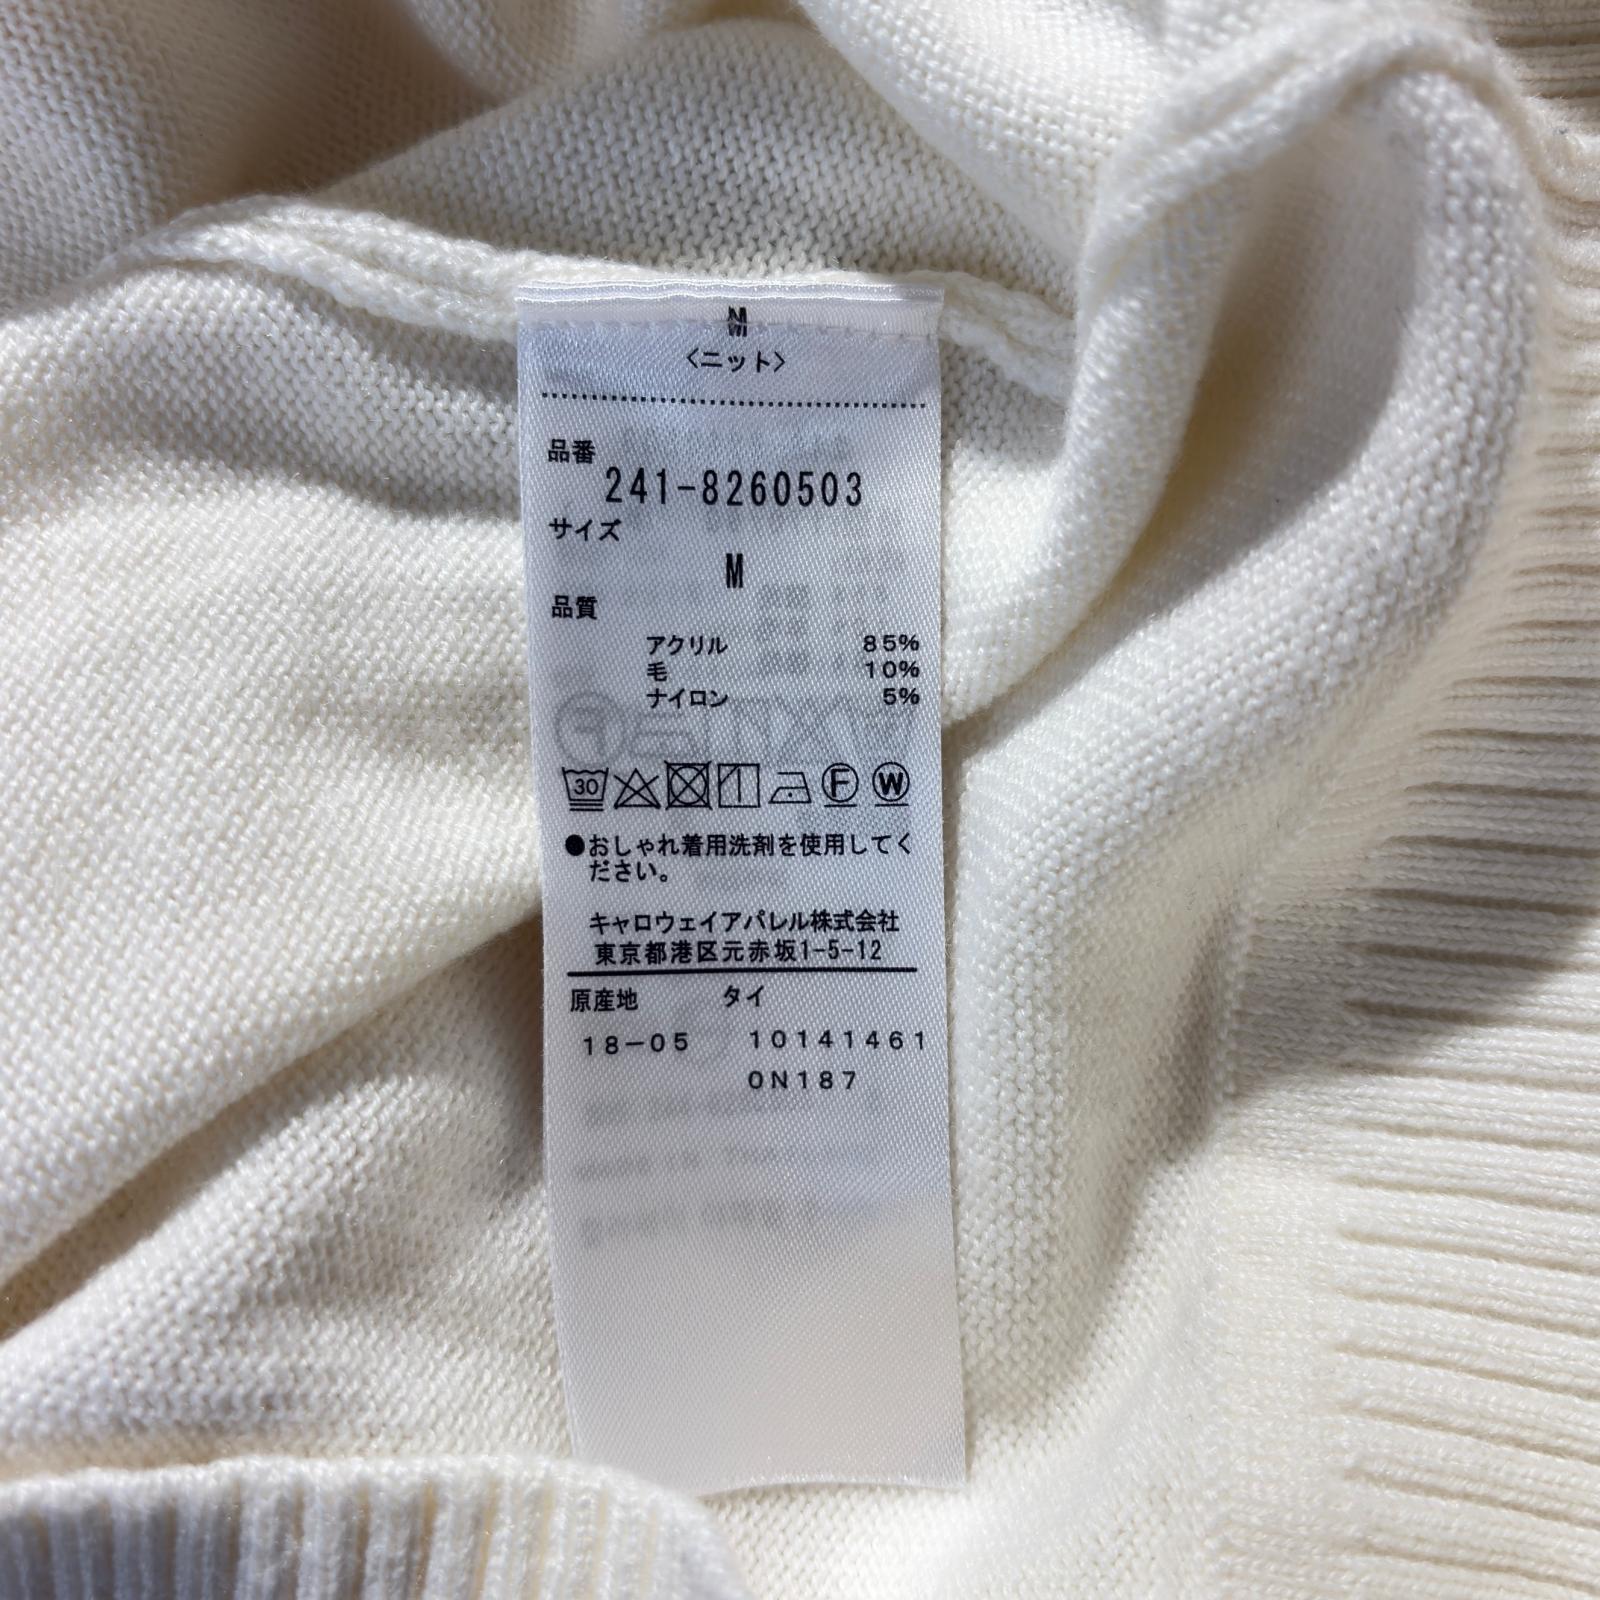 M
<ニット>
品番
241-8260503
サイズ
M
品質
アクリル 85%
毛 10%
ナイロン 5%
30 F W
●おしゃれ着用洗剤を使用してく
ださい。
キャロウェイアパレル株式会社
東京都港区元赤坂1-5-12
原産地 タイ
18-05 10141461
0N187